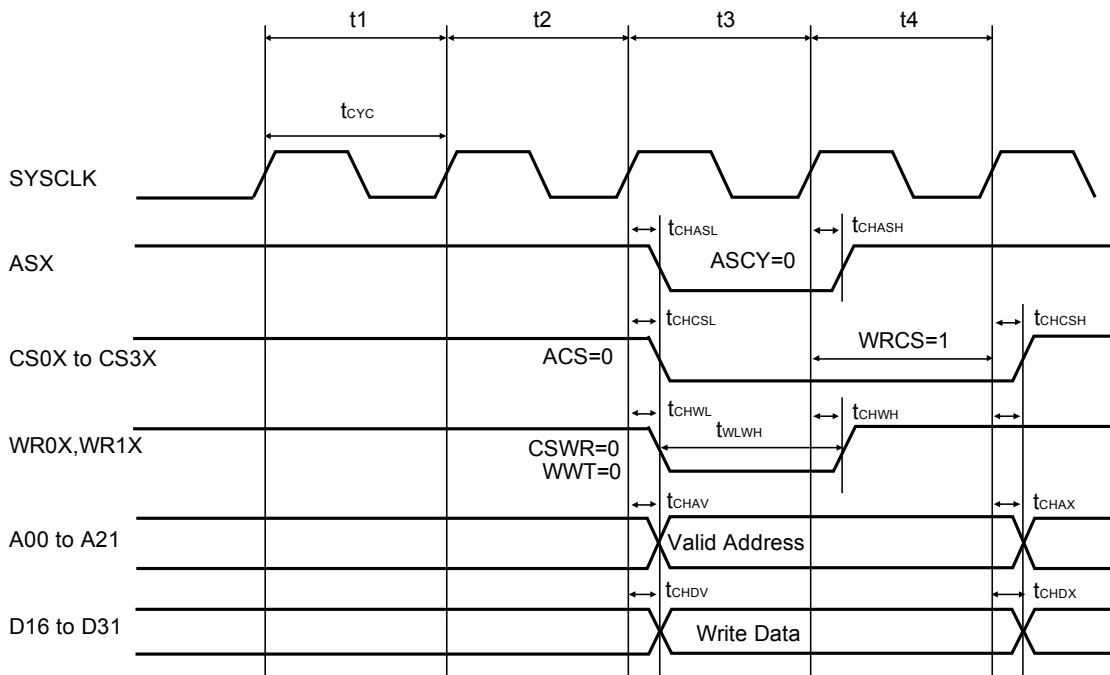 t1 t2 t3 t4
tCYC
SYSCLK
tCHASL tCHASH
ASX ASCY=0
tCHCSL tCHCSH
WRCS=1
CS0X to CS3X ACS=0
tCHWL tCHWH
tWLWH
WR0X,WR1X CSWR=0
WWT=0
tCHAV tCHAX
A00 to A21 Valid Address
tCHDV tCHDX
D16 to D31 Write Data